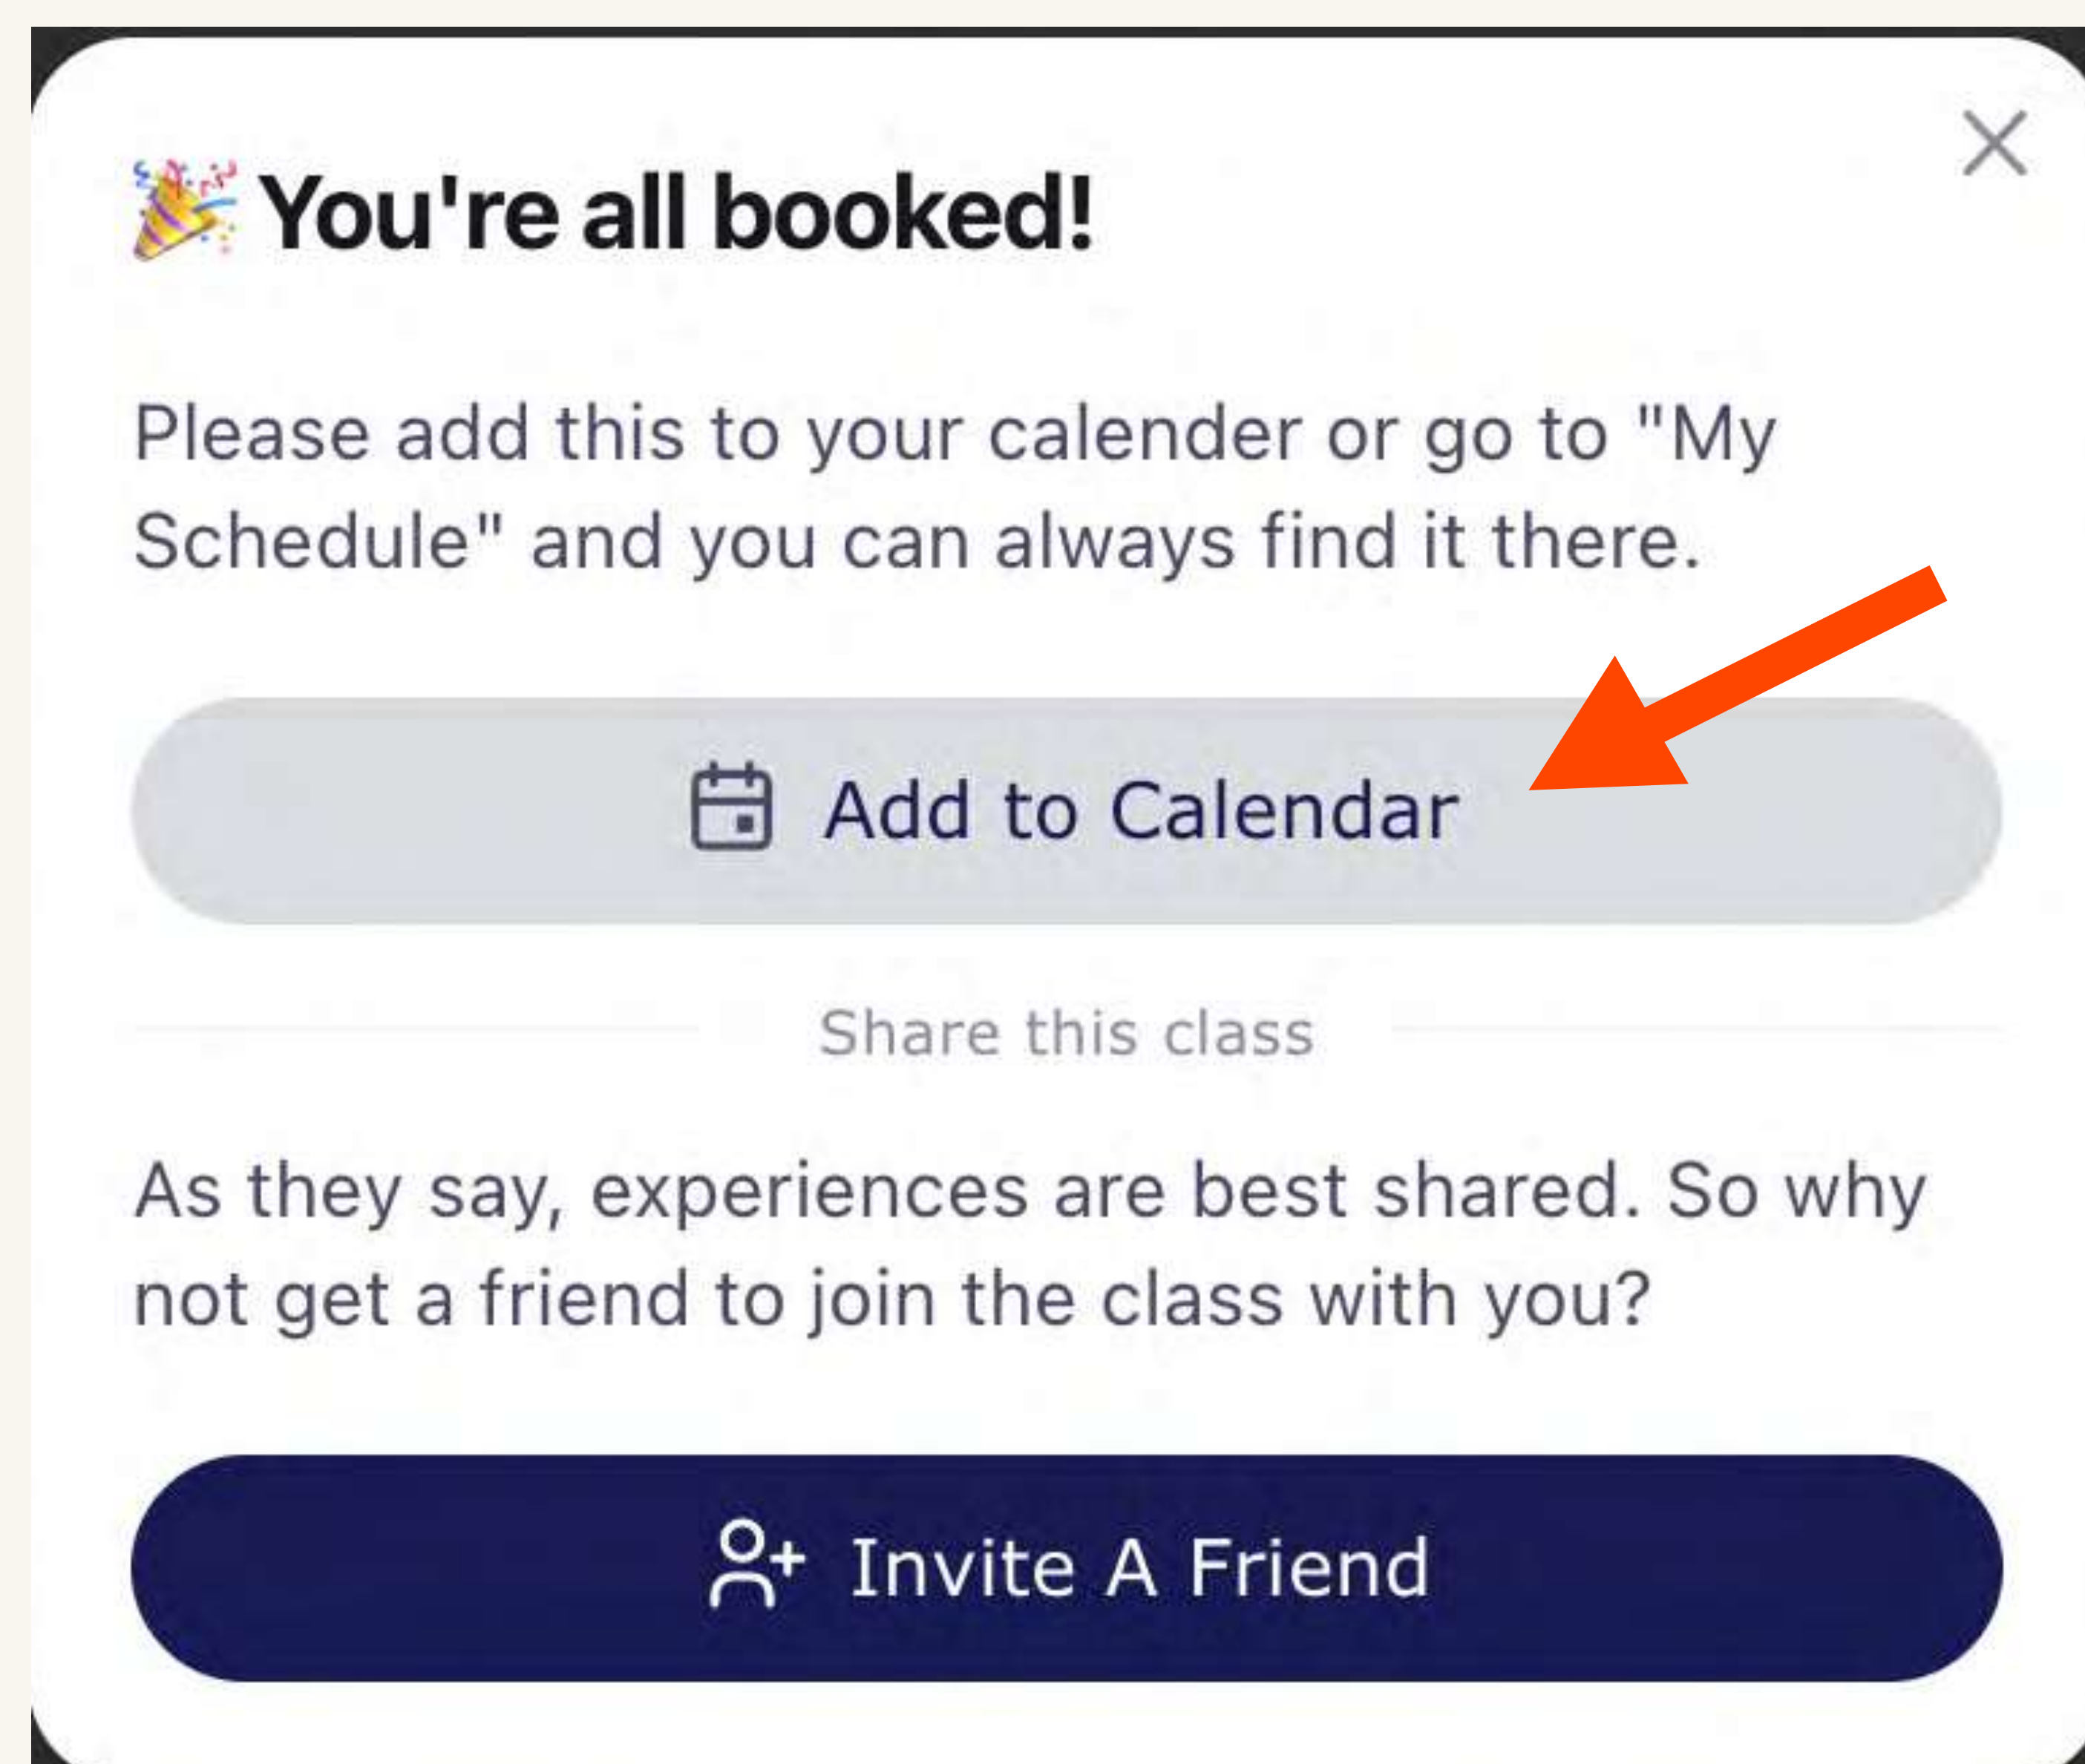 🎉 You're all booked!
Please add this to your calender or go to "My
Schedule" and you can always find it there.
Add to Calendar
Share this class
As they say, experiences are best shared. So why
not get a friend to join the class with you?
Invite A Friend